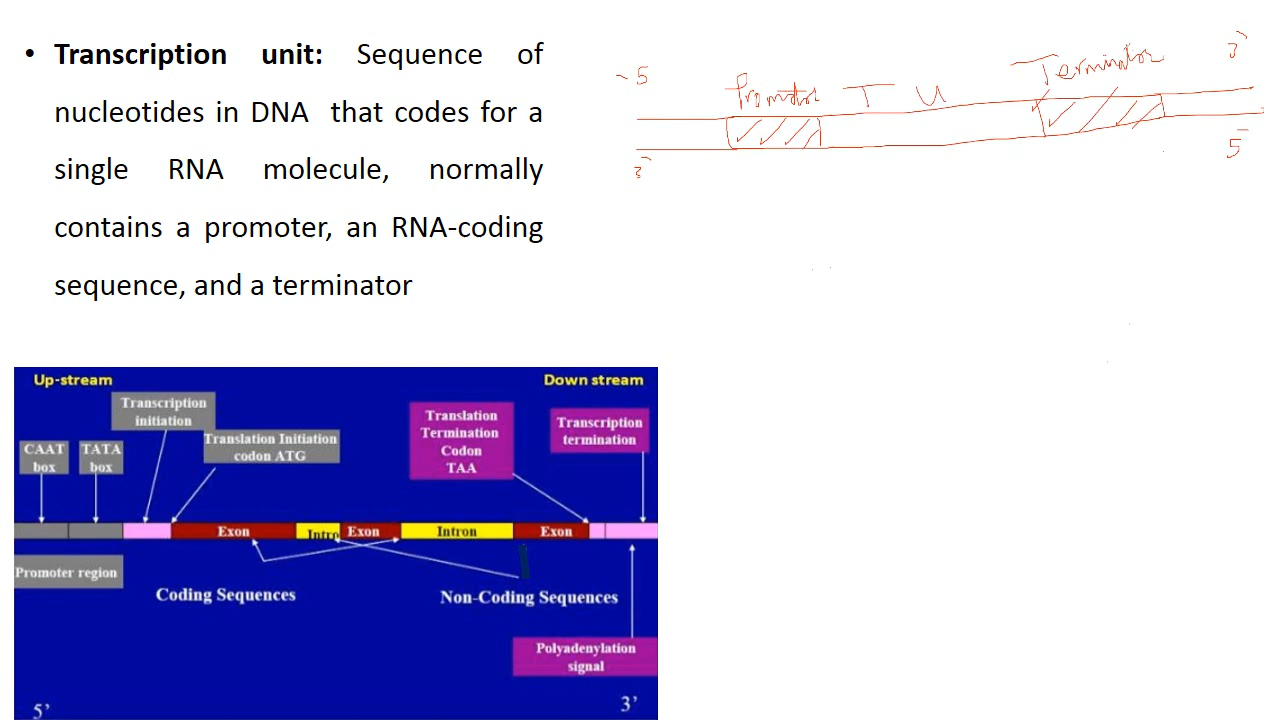 • Transcription unit: Sequence of
nucleotides in DNA that codes for a
single RNA molecule, normally
contains a promoter, an RNA-coding
sequence, and a terminator
5
Promotor T U
Terminator
3
3
5
Up-stream
Down stream
Transcription
initiation
Translation Initiation
codon ATG
CAAT
box
TATA
box
Translation
Termination
Codon
TAA
Transcription
termination
Exon
Intro
Exon
Intron
Exon
Promoter region
Coding Sequences
Non-Coding Sequences
Polyadenylation
signal
5’
3’